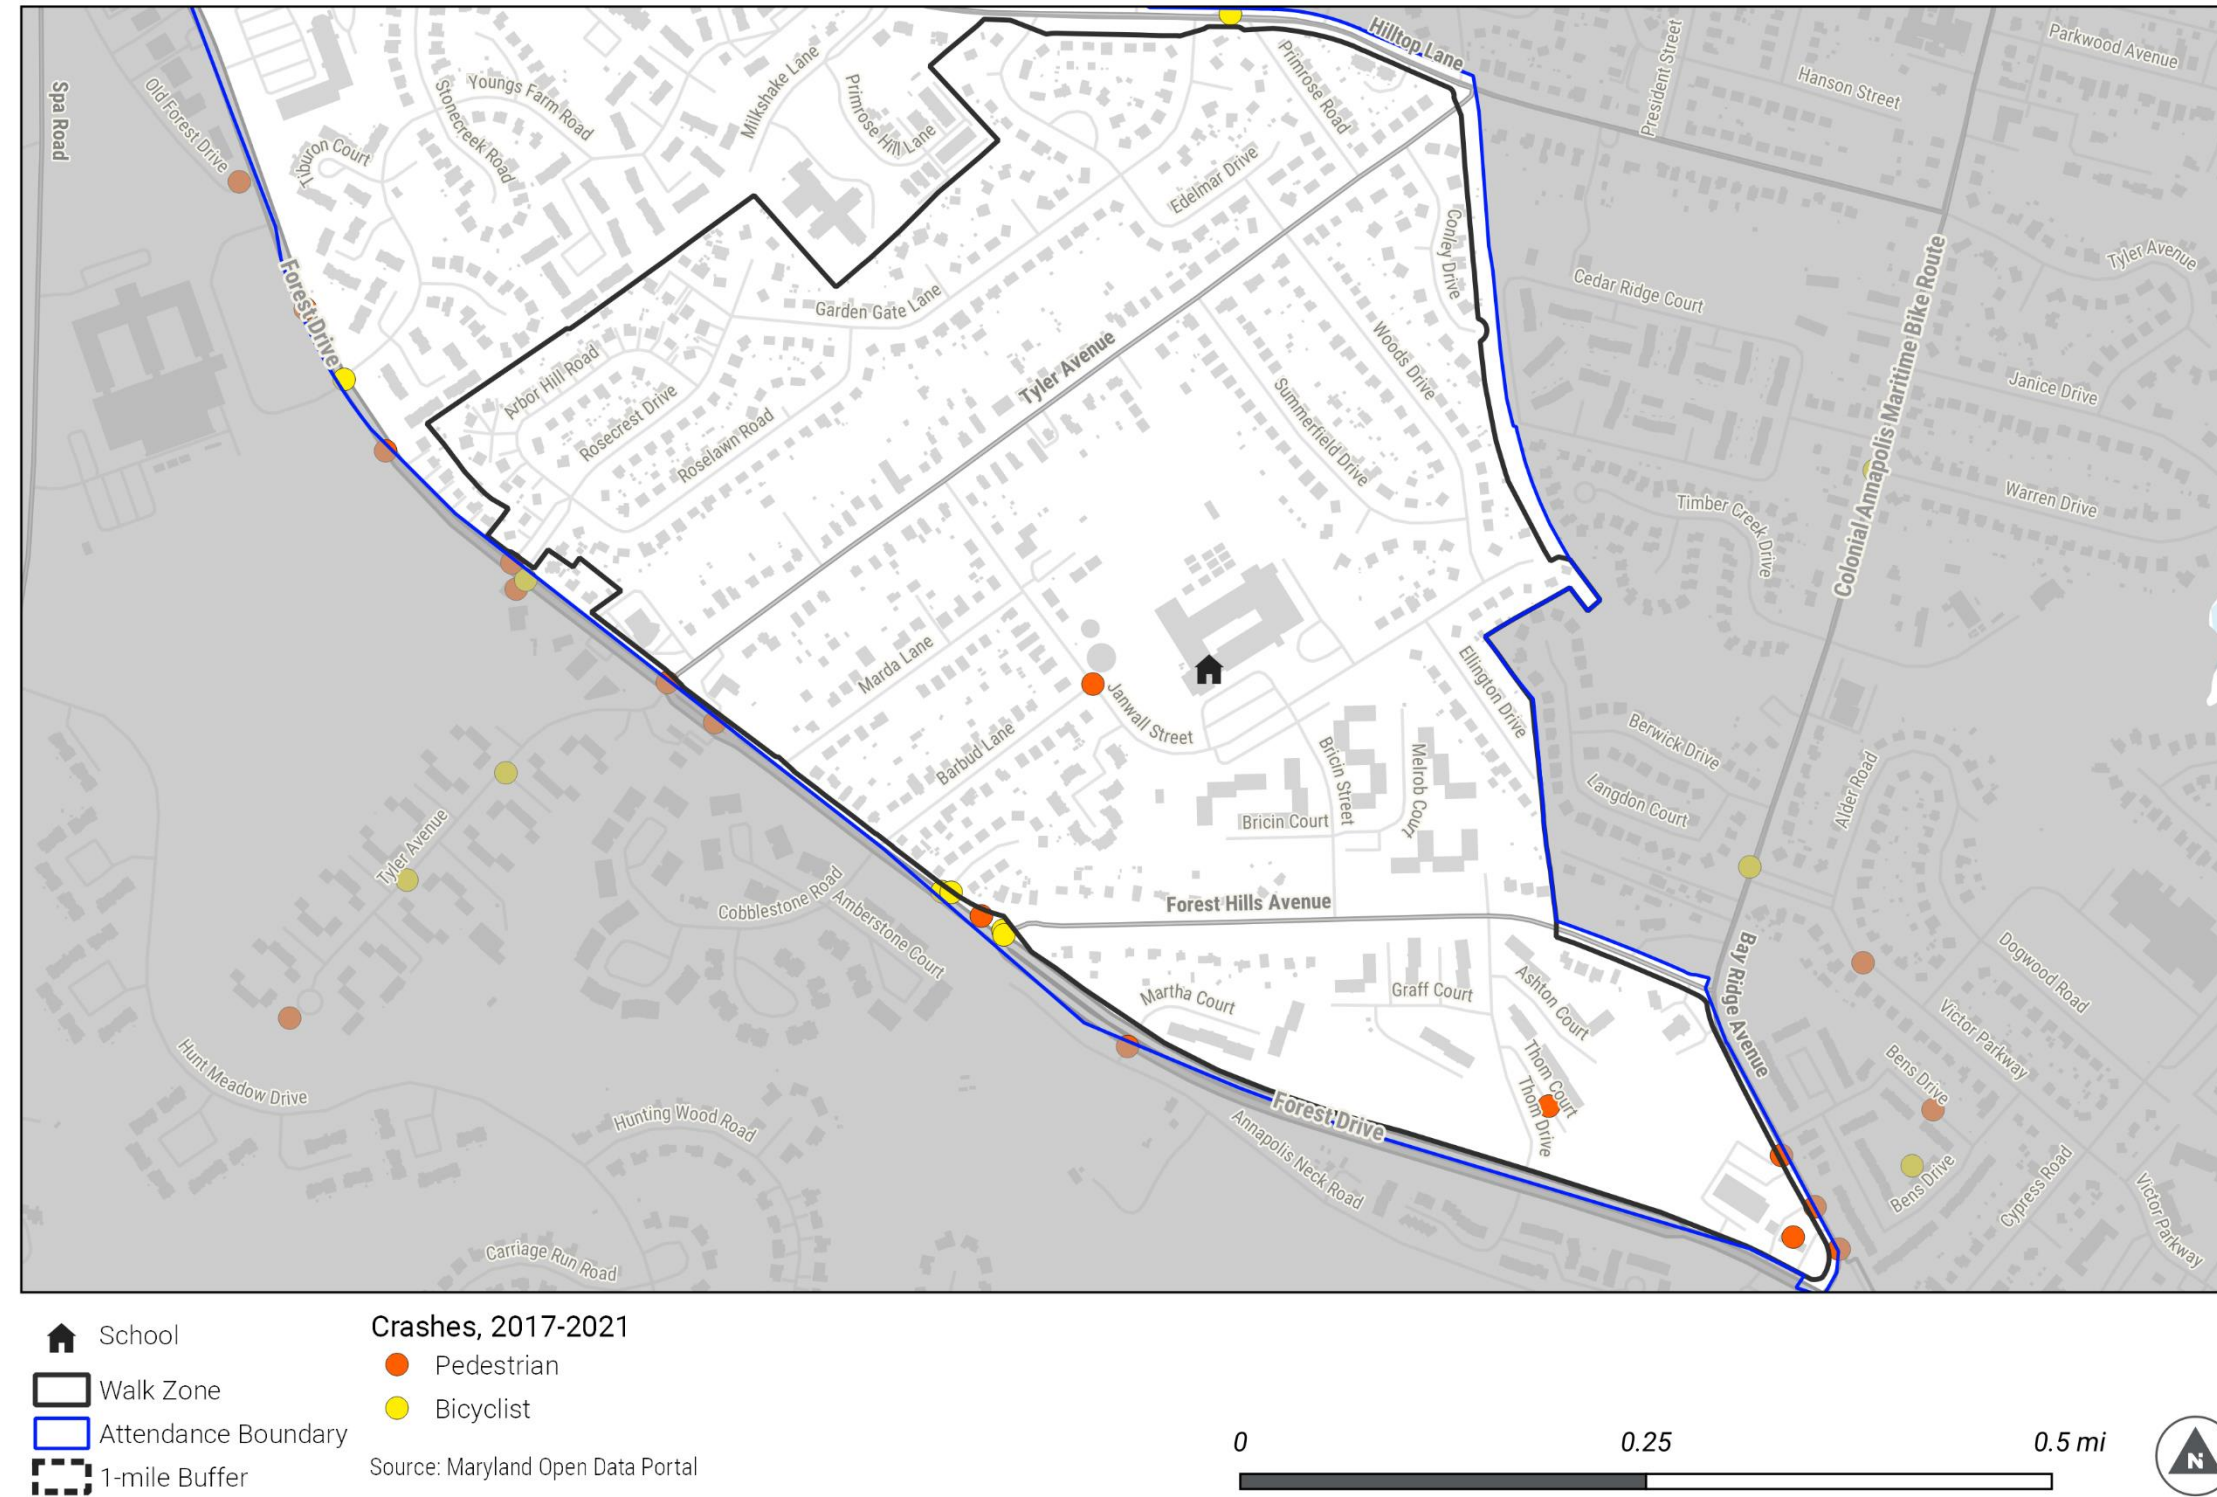 Hilltop Lane
Parkwood Avenue
President Street
Hanson Street
Spa Road
Old Forest Drive
Youngs Farm Road
Stonecreek Road
Tiburon Court
Milkshake Lane
Primrose Hill Lane
Primrose Road
Edelmar Drive
Conley Drive
Tyler Avenue
Cedar Ridge Court
Colonial Annapolis Maritime Bike Route
Forest Drive
Garden Gate Lane
Arbor Hill Road
Rosecrest Drive
Roselawn Road
Tyler Avenue
Woods Drive
Summerfield Drive
Janice Drive
Warren Drive
Timber Creek Drive
Marda Lane
Barbud Lane
Janwall Street
Ellington Drive
Berwick Drive
Langdon Court
Alder Road
Bricin Street
Melrob Court
Bricin Court
Tyler Avenue
Cobblestone Road
Amberstone Court
Forest Hills Avenue
Martha Court
Graff Court
Ashton Court
Bay Ridge Avenue
Dogwood Road
Victor Parkway
Hunt Meadow Drive
Hunting Wood Road
Carriage Run Road
Forest Drive
Annapolis Neck Road
Thom Court
Thom Drive
Bens Drive
Bens Drive
Cypress Road
Victor Parkway
School
Walk Zone
Attendance Boundary
1-mile Buffer
Crashes, 2017-2021
Pedestrian
Bicyclist
Source: Maryland Open Data Portal
0 0.25 0.5 mi
N